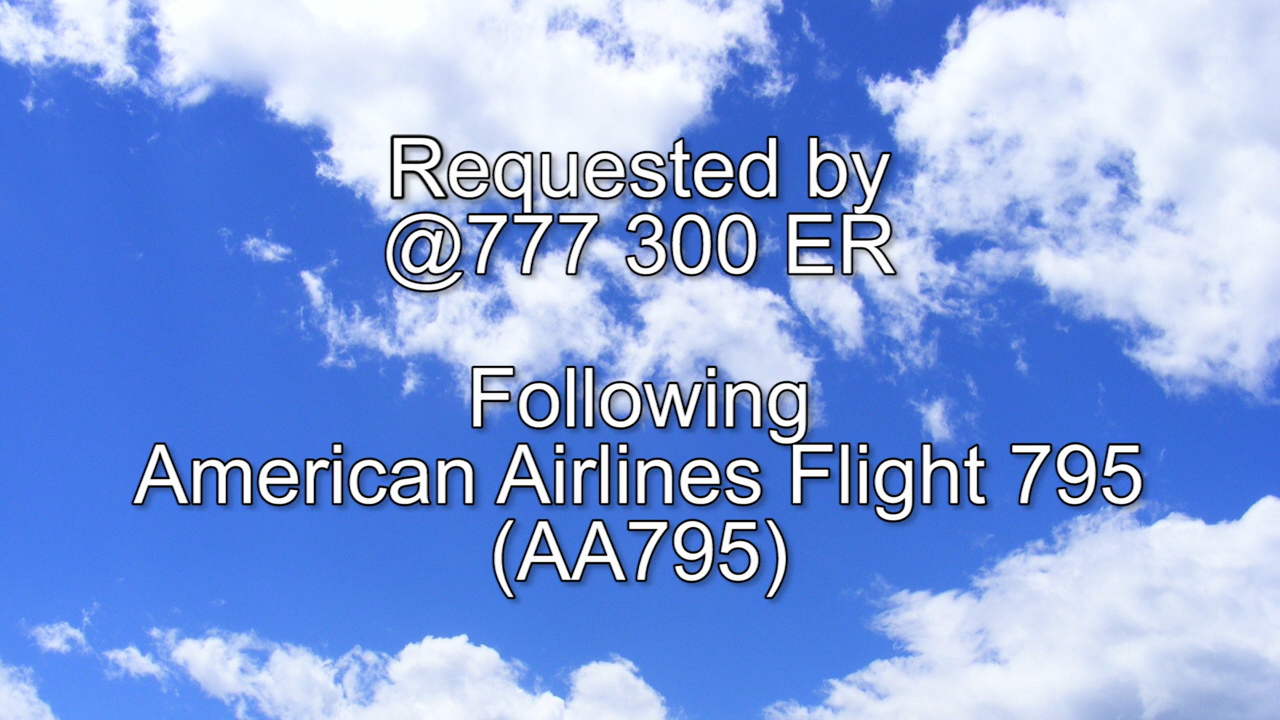 Requested by
@777 300 ER
Following
American Airlines Flight 795
(AA795)